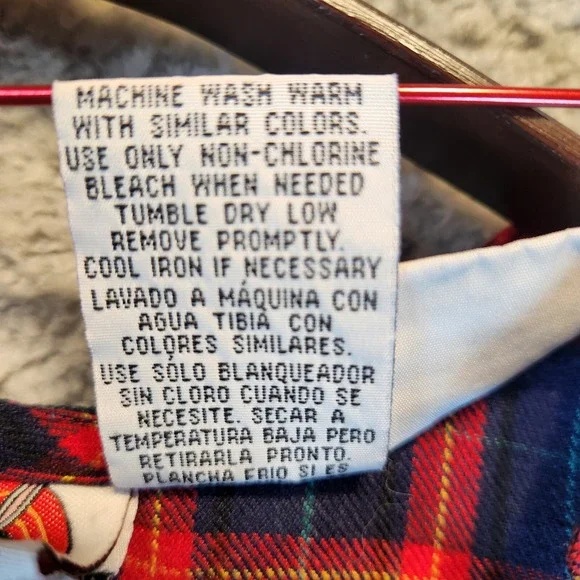 MACHINE WASH WARM
WITH SIMILAR COLORS.
USE ONLY NON-CHLORINE
BLEACH WHEN NEEDED
TUMBLE DRY LOW
REMOVE PROMPTLY.
COOL IRON IF NECESSARY
LAVADO A MÁQUINA CON
AGUA TIBIA CON
COLORES SIMILARES.
USE SÓLO BLANQUEADOR
SIN CLORO CUANDO SE
NECESITE. SECAR A
TEMPERATURA BAJA PERO
RETIRARLA PRONTO.
PLANCHA FRIO SI ES